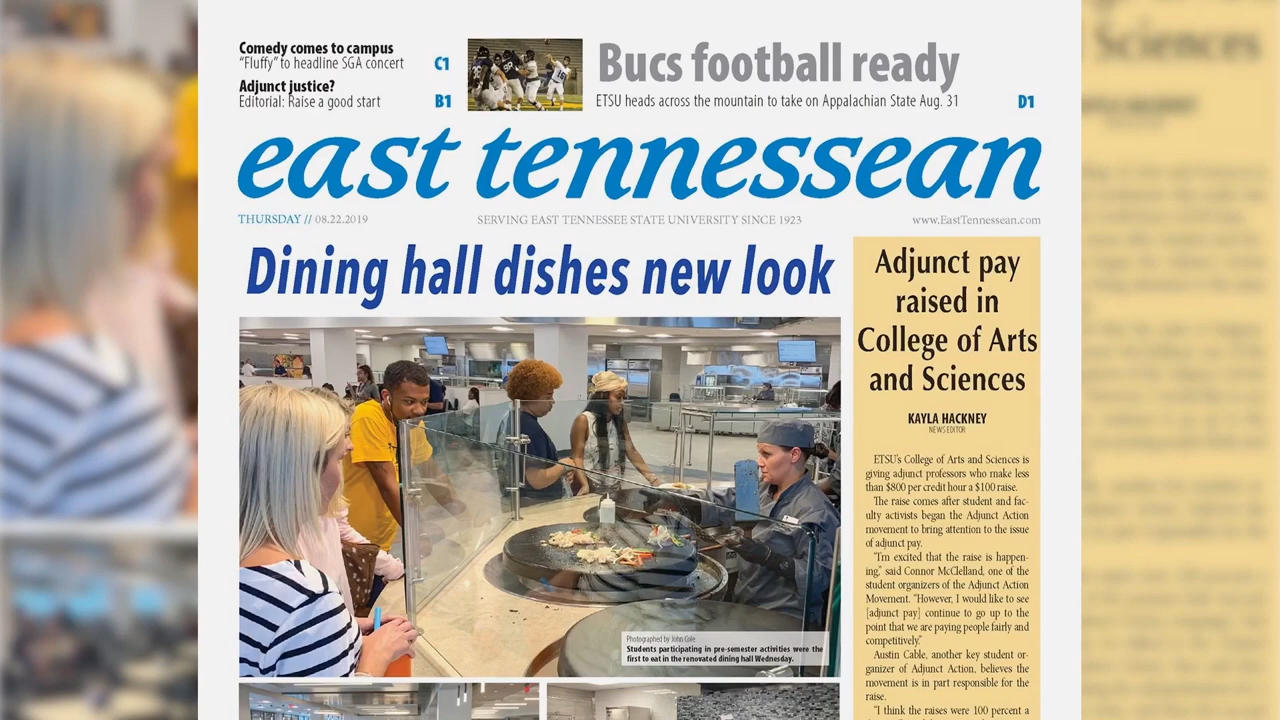 Comedy comes to campus
“Fluffy” to headline SGA concert C1
Adjunct justice?
Editorial: Raise a good start B1
Bucs football ready
ETSU heads across the mountain to take on Appalachian State Aug. 31 D1
east tennessean
THURSDAY // 08.22.2019
SERVING EAST TENNESSEE STATE UNIVERSITY SINCE 1923
www.EastTennessean.com
Dining hall dishes new look
Photographed by John Cole
Students participating in pre-semester activities were the
first to eat in the renovated dining hall Wednesday.
Adjunct pay
raised in
College of Arts
and Sciences
KAYLA HACKNEY
NEWS EDITOR
ETSU's College of Arts and Sciences is
giving adjunct professors who make less
than $800 per credit hour a $100 raise.
The raise comes after student and fac-
ulty activists began the Adjunct Action
movement to bring attention to the issue
of adjunct pay.
“I'm excited that the raise is happen-
ing,” said Connor McClelland, one of the
student organizers of the Adjunct Action
Movement. “However, I would like to see
[adjunct pay] continue to go up to the
point that we are paying people fairly and
competitively.”
Austin Cable, another key student or-
ganizer of Adjunct Action, believes the
movement is in part responsible for the
raise.
“I think the raises were 100 percent a
Sciences